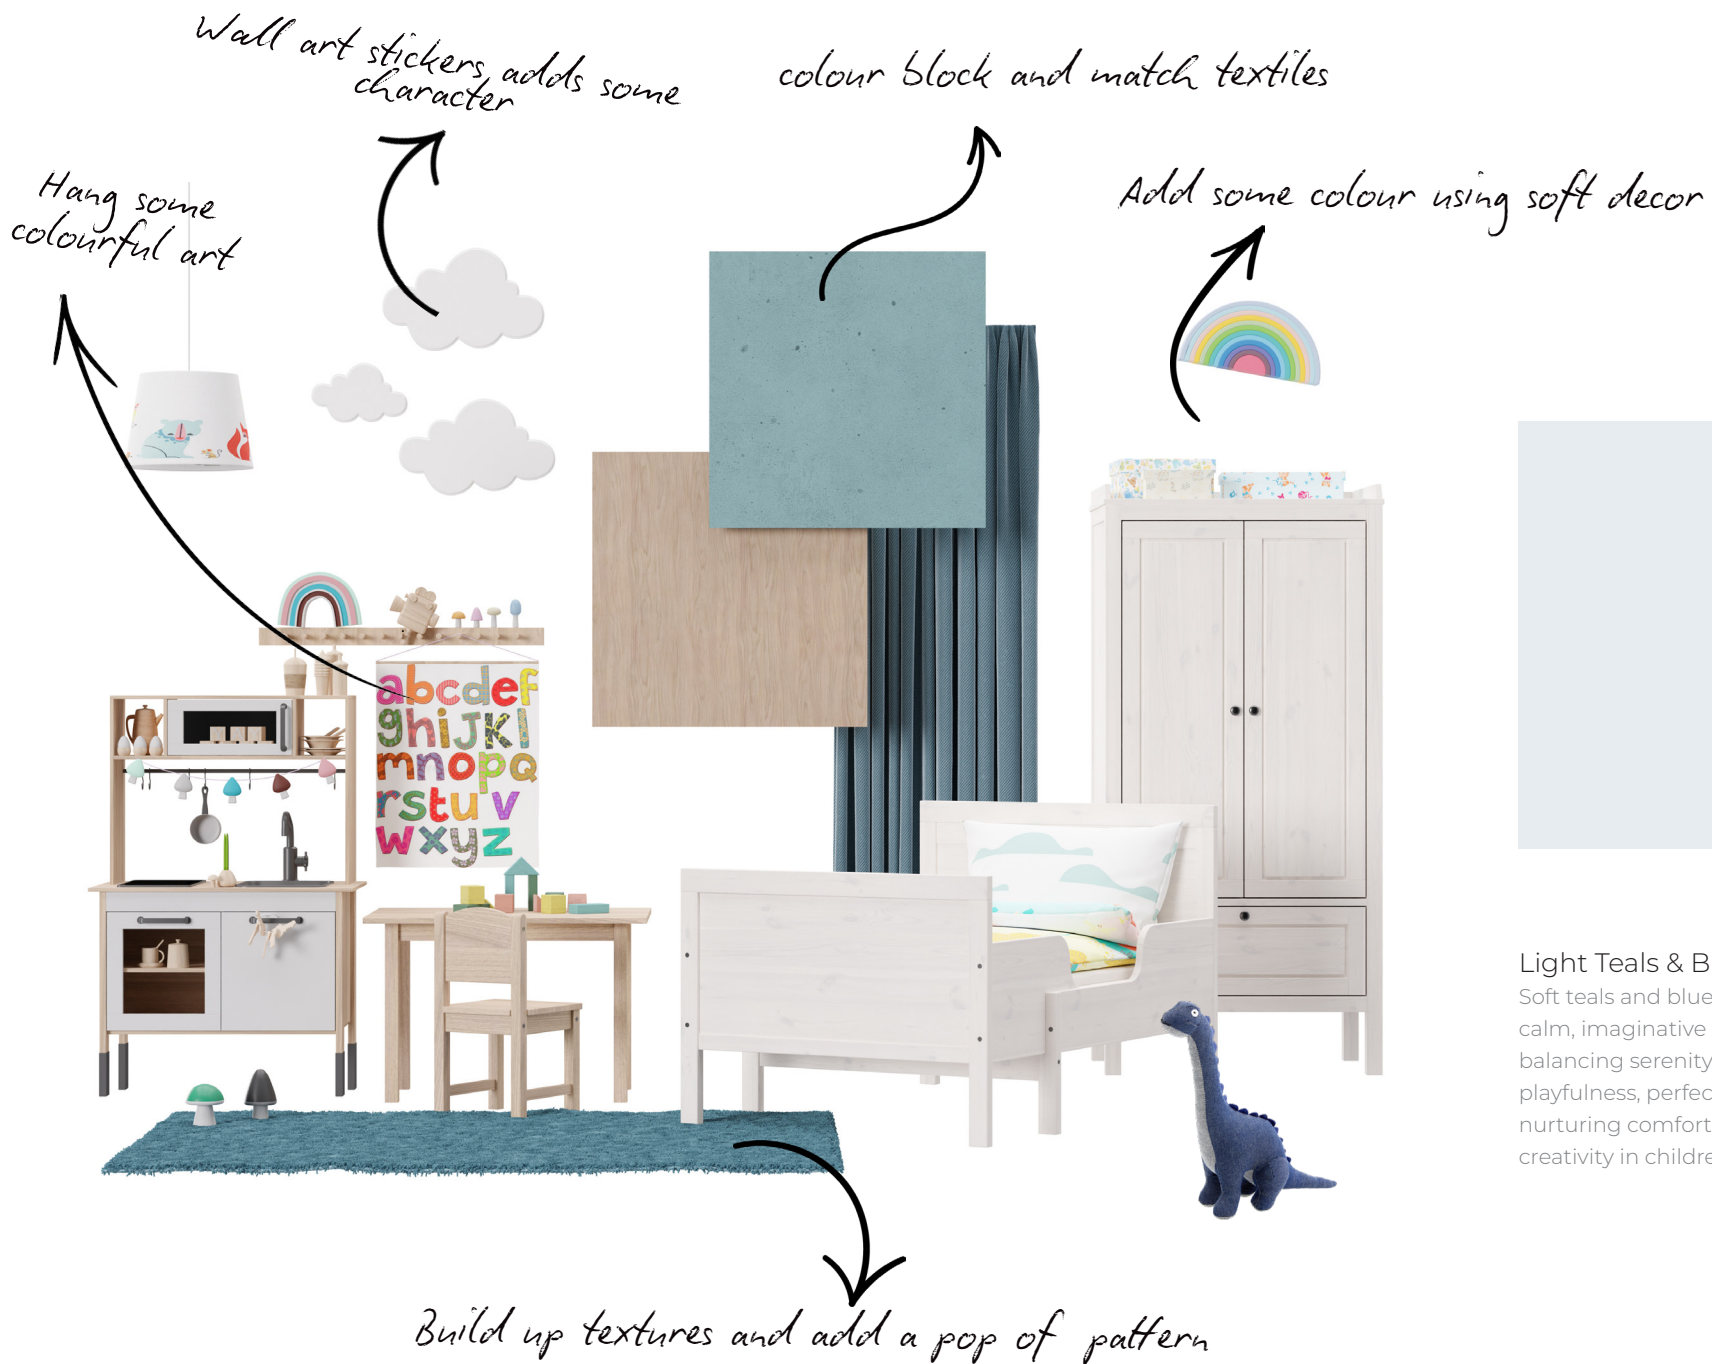 Wall art stickers adds some
character
colour block and match textiles
Hang some
colourful art
Add some colour using soft decor
abcdef
ghijkl
mnopq
rstuv
wxyz
Light Teals & B
Soft teals and blue
calm, imaginative
balancing serenity
playfulness, perfec
nurturing comfort
creativity in childre
Build up textures and add a pop of pattern